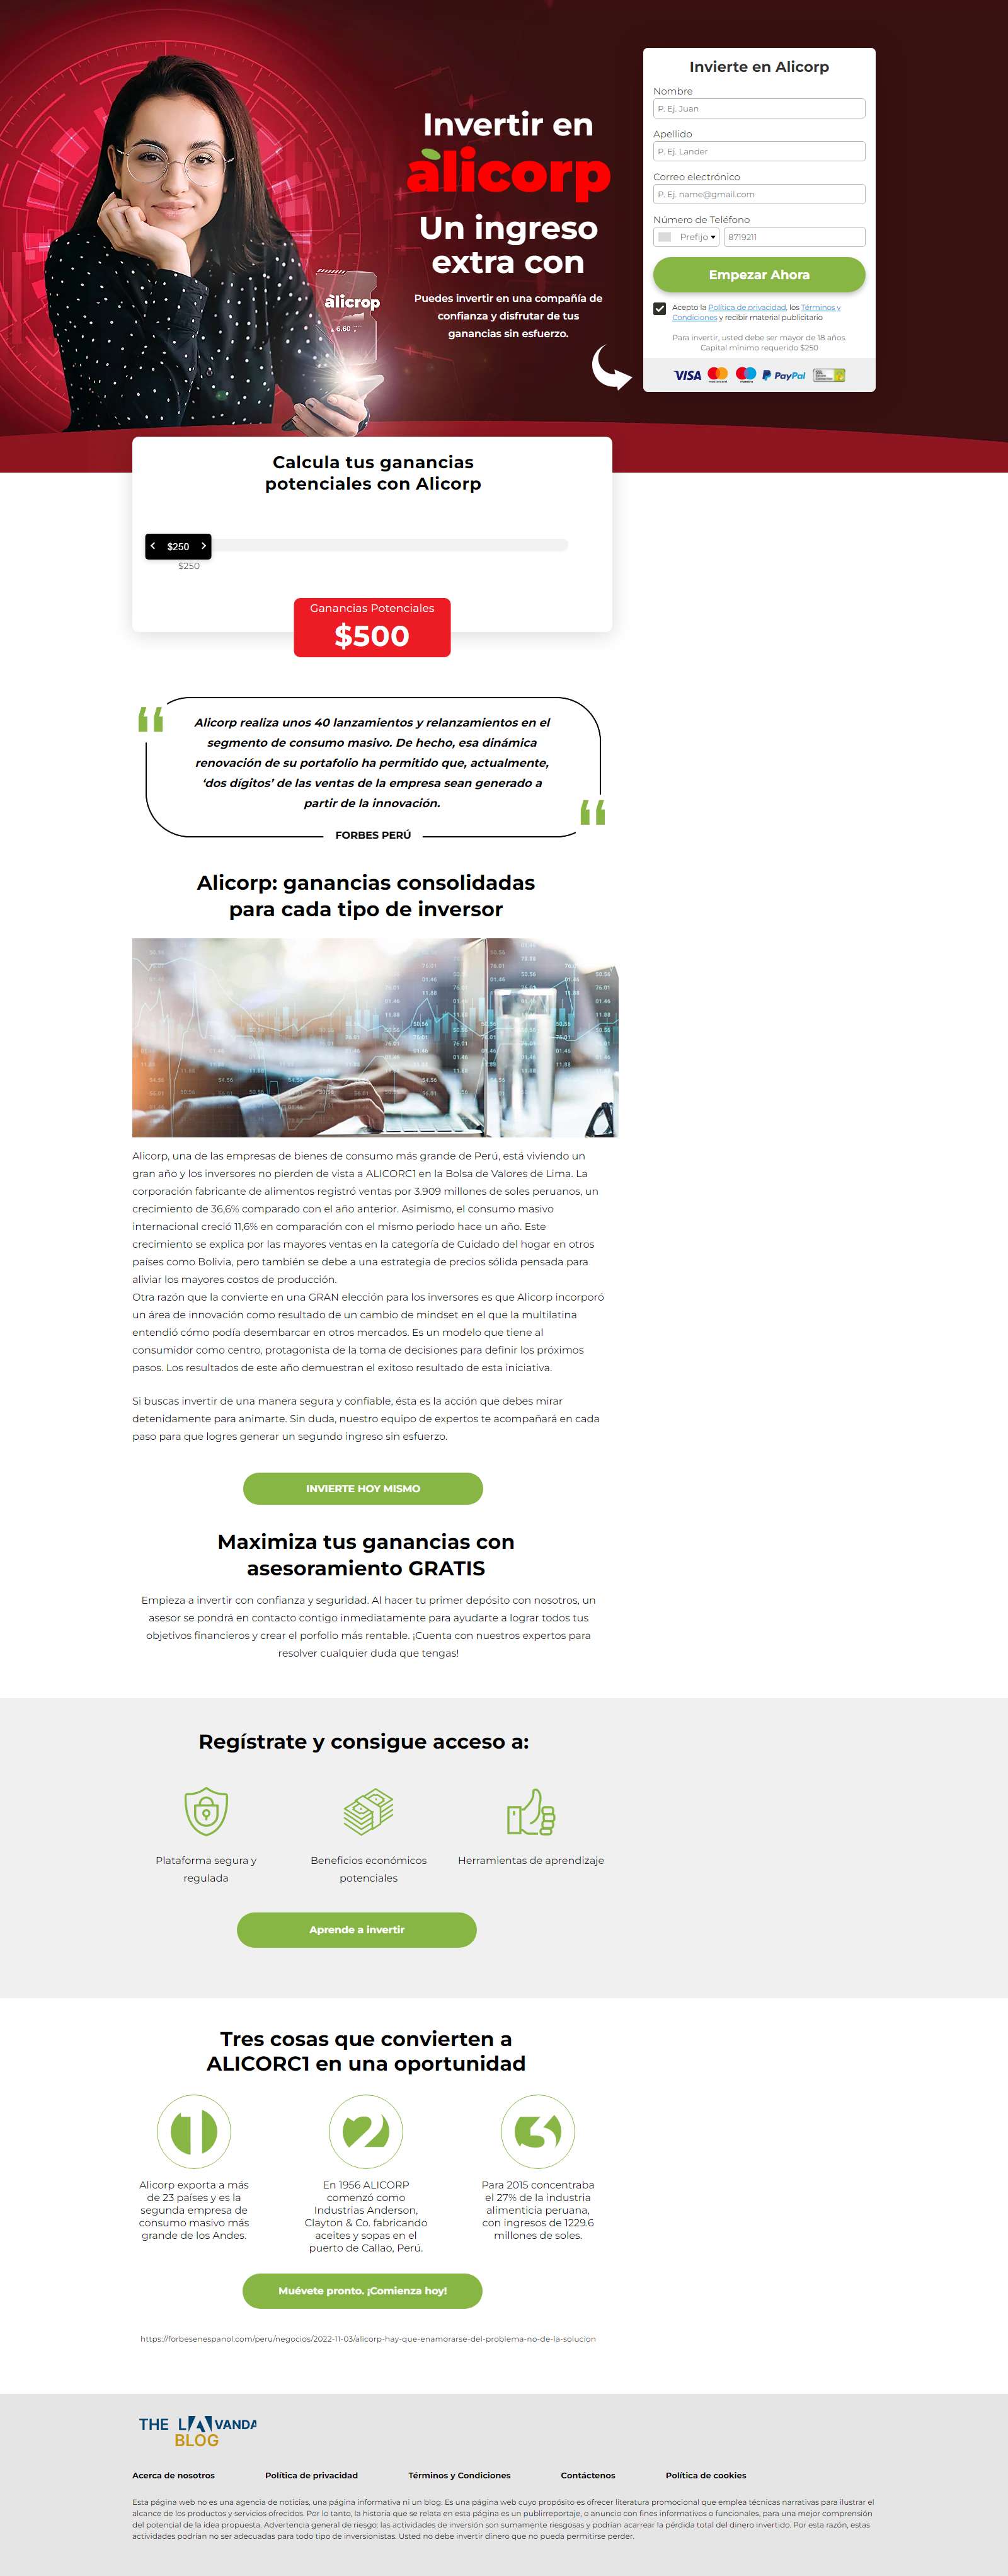 Invertir en
alicorp
Un ingreso
extra con
Puedes invertir en una compañía de
confianza y disfrutar de tus
ganancias sin esfuerzo.
alicrop
6.60
Invierte en Alicorp
Nombre
P. Ej. Juan
Apellido
P. Ej. Lander
Correo electrónico
P. Ej. name@gmail.com
Número de Teléfono
Prefijo
8719211
Empezar Ahora
Acepto la Política de privacidad, los Términos y
Condiciones y recibir material publicitario
Para invertir, usted debe ser mayor de 18 años.
Capital mínimo requerido $250
VISA PayPal
Calcula tus ganancias
potenciales con Alicorp
$250
$250
Ganancias Potenciales
$500
Alicorp realiza unos 40 lanzamientos y relanzamientos en el
segmento de consumo masivo. De hecho, esa dinámica
renovación de su portafolio ha permitido que, actualmente,
‘dos dígitos’ de las ventas de la empresa sean generado a
partir de la innovación.
FORBES PERÚ
Alicorp: ganancias consolidadas
para cada tipo de inversor
Alicorp, una de las empresas de bienes de consumo más grande de Perú, está viviendo un
gran año y los inversores no pierden de vista a ALICORC1 en la Bolsa de Valores de Lima. La
corporación fabricante de alimentos registró ventas por 3.909 millones de soles peruanos, un
crecimiento de 36,6% comparado con el año anterior. Asimismo, el consumo masivo
internacional creció 11,6% en comparación con el mismo periodo hace un año. Este
crecimiento se explica por las mayores ventas en la categoría de Cuidado del hogar en otros
países como Bolivia, pero también se debe a una estrategia de precios sólida pensada para
aliviar los mayores costos de producción.
Otra razón que la convierte en una GRAN elección para los inversores es que Alicorp incorporó
un área de innovación como resultado de un cambio de mindset en el que la multilatina
entendió cómo podía desembarcar en otros mercados. Es un modelo que tiene al
consumidor como centro, protagonista de la toma de decisiones para definir los próximos
pasos. Los resultados de este año demuestran el exitoso resultado de esta iniciativa.
Si buscas invertir de una manera segura y confiable, ésta es la acción que debes mirar
detenidamente para animarte. Sin duda, nuestro equipo de expertos te acompañará en cada
paso para que logres generar un segundo ingreso sin esfuerzo.
INVIERTE HOY MISMO
Maximiza tus ganancias con
asesoramiento GRATIS
Empieza a invertir con confianza y seguridad. Al hacer tu primer depósito con nosotros, un
asesor se pondrá en contacto contigo inmediatamente para ayudarte a lograr todos tus
objetivos financieros y crear el porfolio más rentable. ¡Cuenta con nuestros expertos para
resolver cualquier duda que tengas!
Regístrate y consigue acceso a:
Plataforma segura y
regulada
Beneficios económicos
potenciales
Herramientas de aprendizaje
Aprende a invertir
Tres cosas que convierten a
ALICORC1 en una oportunidad
1
Alicorp exporta a más
de 23 países y es la
segunda empresa de
consumo masivo más
grande de los Andes.
2
En 1956 ALICORP
comenzó como
Industrias Anderson,
Clayton & Co. fabricando
aceites y sopas en el
puerto de Callao, Perú.
3
Para 2015 concentraba
el 27% de la industria
alimenticia peruana,
con ingresos de 1229.6
millones de soles.
Muévete pronto. ¡Comienza hoy!
https://forbesenespanol.com/peru/negocios/2022-11-03/alicorp-hay-que-enamorarse-del-problema-no-de-la-solucion
THE LAVANDA
BLOG
Acerca de nosotros Política de privacidad Términos y Condiciones Contáctenos Política de cookies
Esta página web no es una agencia de noticias, una página informativa ni un blog. Es una página web cuyo propósito es ofrecer literatura promocional que emplea técnicas narrativas para ilustrar el
alcance de los productos y servicios ofrecidos. Por lo tanto, la historia que se relata en esta página es un publirreportaje, o anuncio con fines informativos o funcionales, para una mejor comprensión
del potencial de la idea propuesta. Advertencia general de riesgo: las actividades de inversión son sumamente riesgosas y podrían acarrear la pérdida total del dinero invertido. Por esta razón, estas
actividades podrían no ser adecuadas para todo tipo de inversionistas. Usted no debe invertir dinero que no pueda permitirse perder.